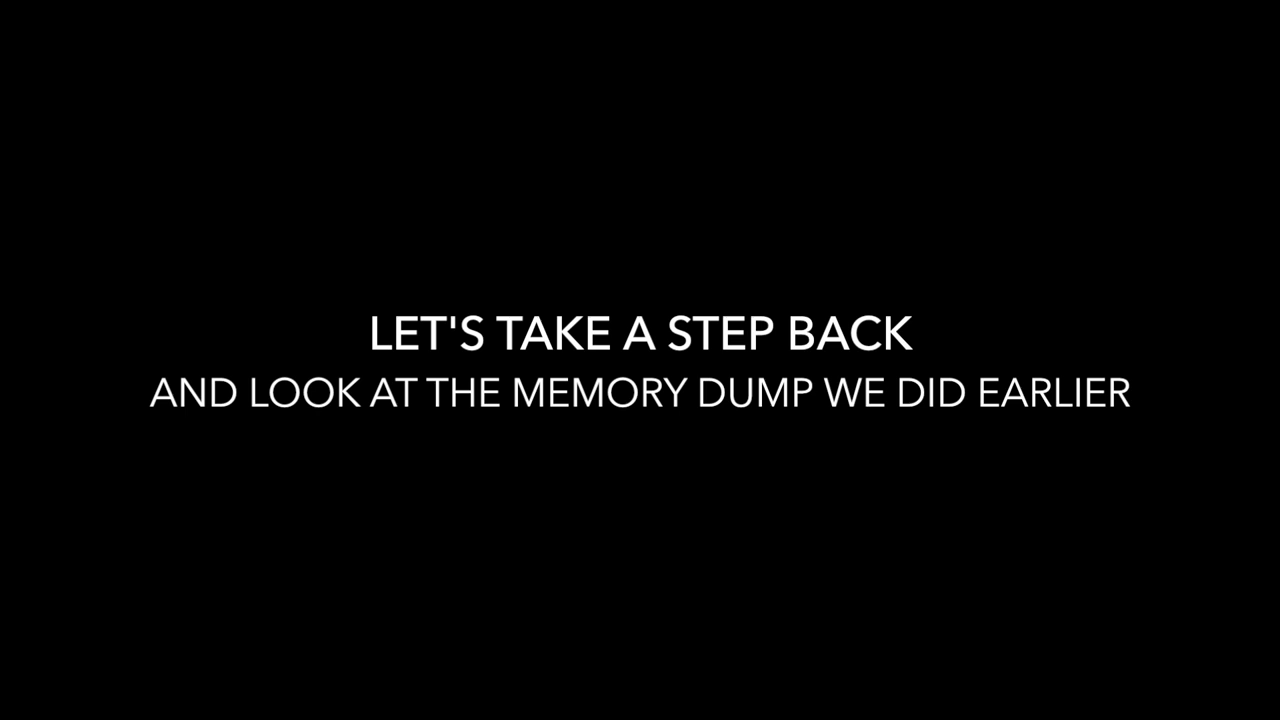 LET'S TAKE A STEP BACK
AND LOOK AT THE MEMORY DUMP WE DID EARLIER